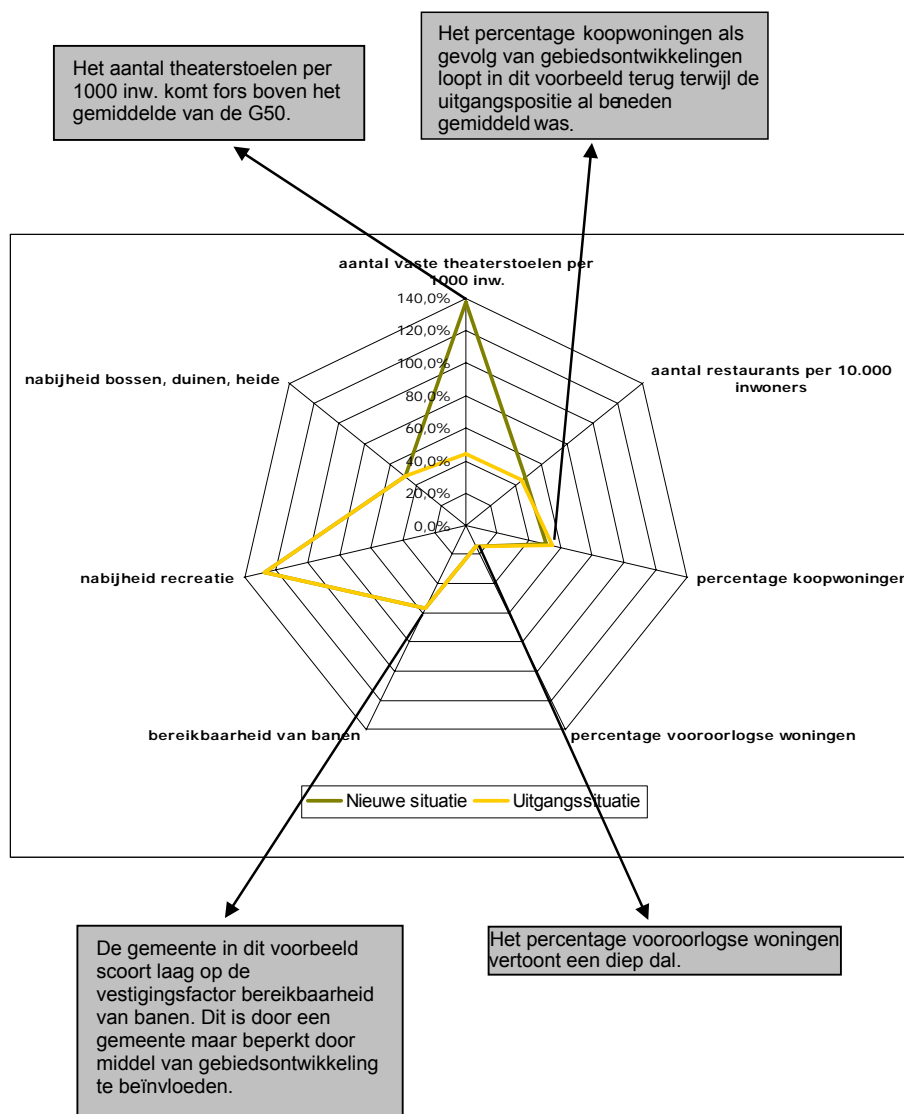 Het aantal theaterstoelen per
1000 inw. komt fors boven het
gemiddelde van de G50.
Het percentage koopwoningen als
gevolg van gebiedsontwikkelingen
loopt in dit voorbeeld terug terwijl de
uitgangspositie al beneden
gemiddeld was.
aantal vaste theaterstoelen per
1000 inw.
140,0%
120,0%
100,0%
80,0%
60,0%
40,0%
20,0%
0,0%
nabijheid bossen, duinen, heide
aantal restaurants per 10.000
inwoners
nabijheid recreatie
percentage koopwoningen
bereikbaarheid van banen
percentage vooroorlogse woningen
Nieuwe situatie
Uitgangssituatie
De gemeente in dit voorbeeld
scoort laag op de
vestigingsfactor bereikbaarheid
van banen. Dit is door een
gemeente maar beperkt door
middel van gebiedsontwikkeling
te beïnvloeden.
Het percentage vooroorlogse woningen
vertoont een diep dal.